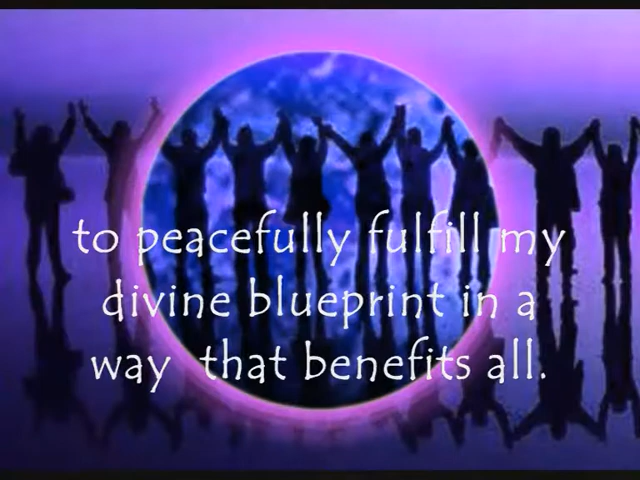 to peacefully fulfill my
divine blueprint in a
way that benefits all.